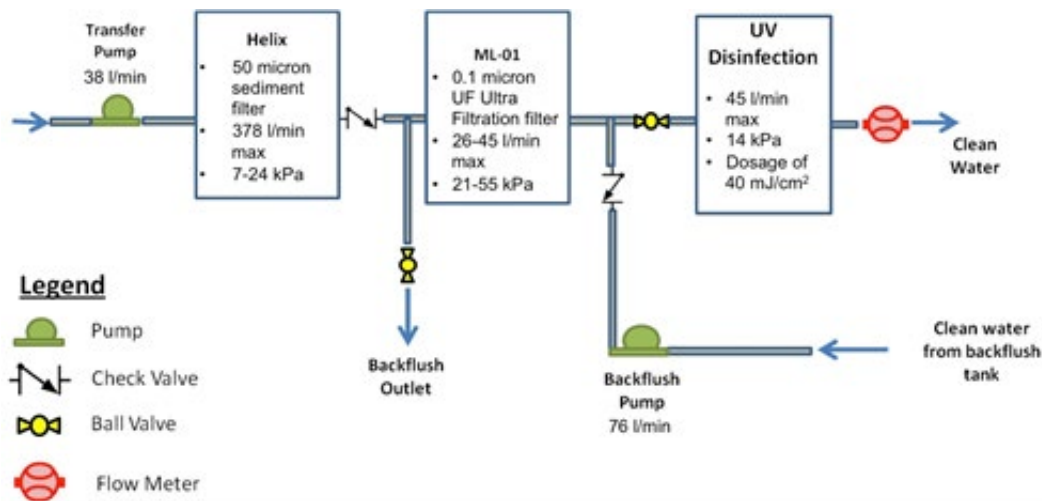 Transfer
Pump
38 l/min
Helix
• 50 micron
sediment
filter
• 378 l/min
max
• 7-24 kPa
ML-01
• 0.1 micron
UF Ultra
Filtration filter
• 26-45 l/min
max
• 21-55 kPa
UV
Disinfection
• 45 l/min
max
• 14 kPa
• Dosage of
40 mJ/cm²
Clean
Water
Backflush
Outlet
Backflush
Pump
76 l/min
Clean water
from backflush
tank
Legend
Pump
Check Valve
Ball Valve
Flow Meter